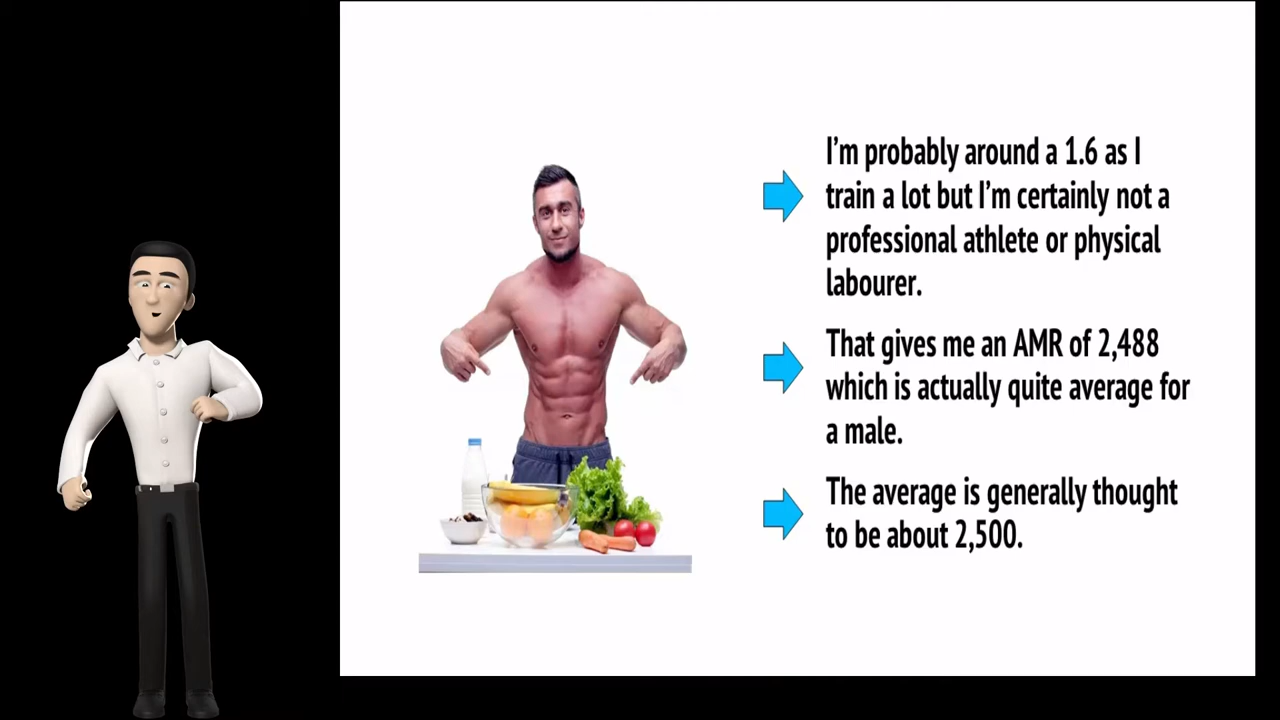 I'm probably around a 1.6 as I
train a lot but I'm certainly not a
professional athlete or physical
labourer.
That gives me an AMR of 2,488
which is actually quite average for
a male.
The average is generally thought
to be about 2,500.